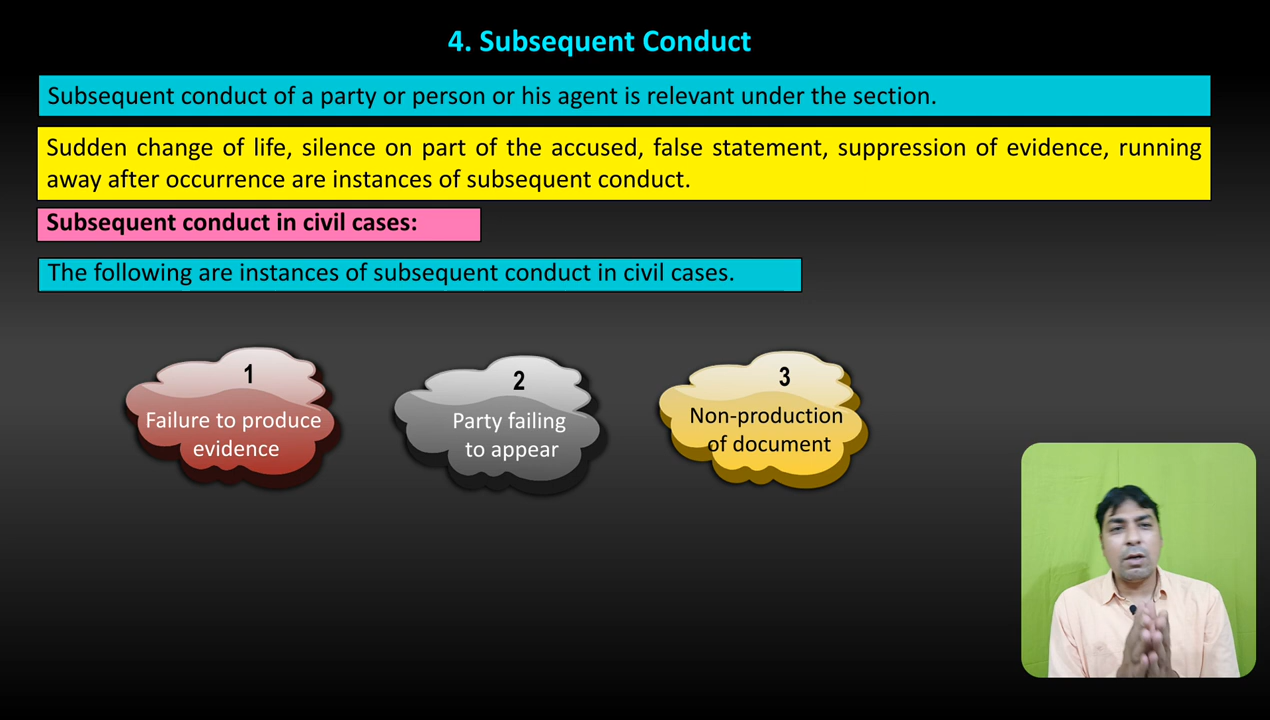 4. Subsequent Conduct
Subsequent conduct of a party or person or his agent is relevant under the section.
Sudden change of life, silence on part of the accused, false statement, suppression of evidence, running
away after occurrence are instances of subsequent conduct.
Subsequent conduct in civil cases:
The following are instances of subsequent conduct in civil cases.
1
Failure to produce
evidence
2
Party failing
to appear
3
Non-production
of document